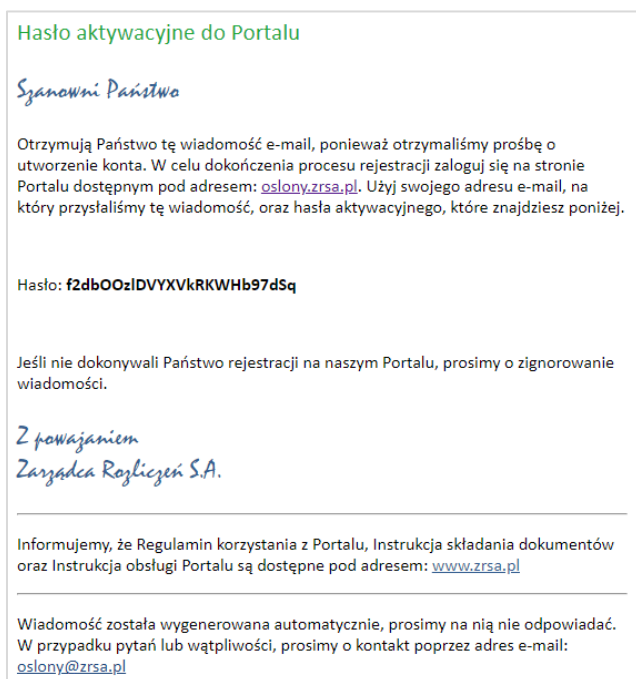 Hasło aktywacyjne do Portalu
Szanowni Państwo
Otrzymują Państwo tę wiadomość e-mail, ponieważ otrzymaliśmy prośbę o
utworzenie konta. W celu dokończenia procesu rejestracji zaloguj się na stronie
Portalu dostępnym pod adresem: oslony.zrsa.pl. Użyj swojego adresu e-mail, na
który przysłaliśmy tę wiadomość, oraz hasła aktywacyjnego, które znajdziesz poniżej.
Hasło: f2dbOOzlDVYXVkRKWHb97dSq
Jeśli nie dokonywali Państwo rejestracji na naszym Portalu, prosimy o zignorowanie
wiadomości.
Z poważaniem
Zarządca Rozliczeń S.A.
Informujemy, że Regulamin korzystania z Portalu, Instrukcja składania dokumentów
oraz Instrukcja obsługi Portalu są dostępne pod adresem: www.zrsa.pl
Wiadomość została wygenerowana automatycznie, prosimy na nią nie odpowiadać.
W przypadku pytań lub wątpliwości, prosimy o kontakt poprzez adres e-mail:
oslony@zrsa.pl